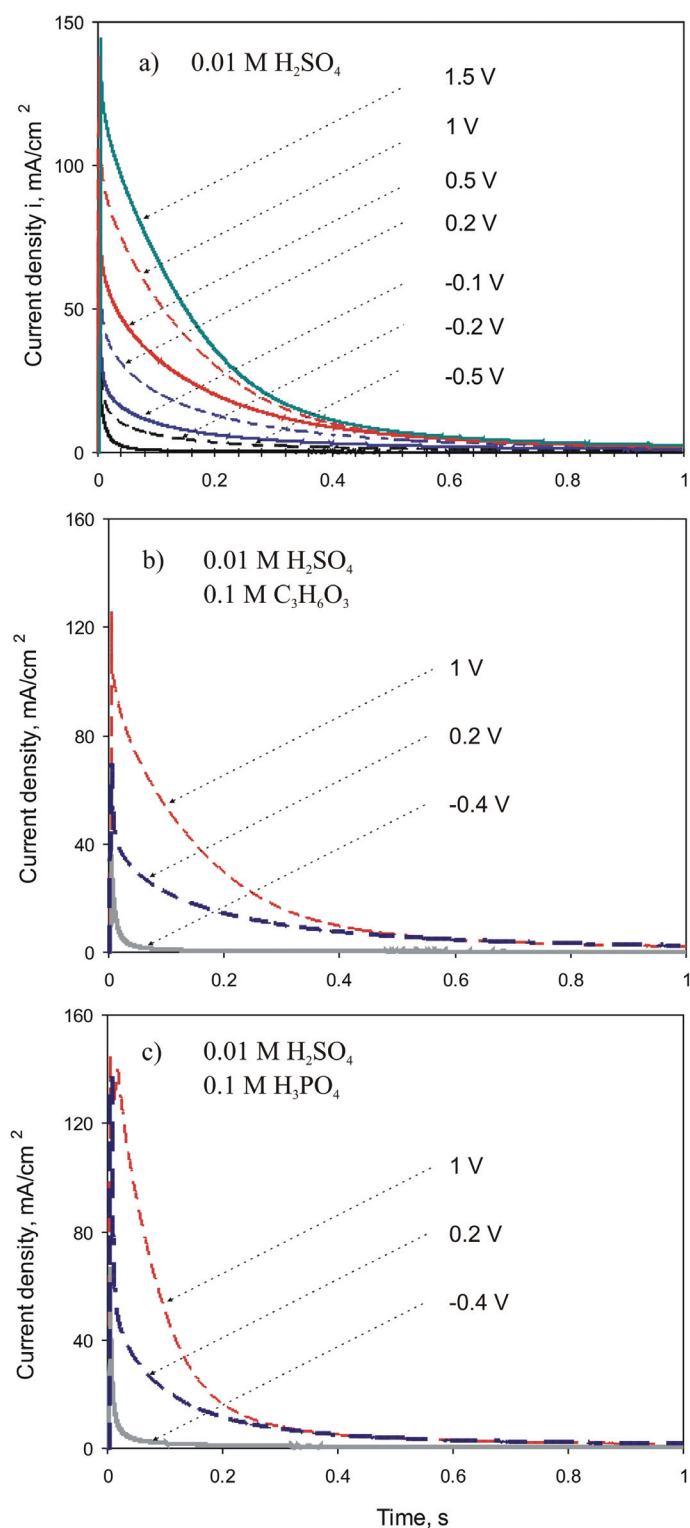 a) 0.01 M H₂SO₄
1.5 V
1 V
0.5 V
0.2 V
-0.1 V
-0.2 V
-0.5 V
Current density i, mA/cm ²
150
100
50
0
0 0.2 0.4 0.6 0.8 1
b) 0.01 M H₂SO₄
0.1 M C₃H₆O₃
1 V
0.2 V
-0.4 V
Current density, mA/cm ²
160
120
80
40
0
0 0.2 0.4 0.6 0.8 1
c) 0.01 M H₂SO₄
0.1 M H₃PO₄
1 V
0.2 V
-0.4 V
Current density, mA/cm ²
160
120
80
40
0
0 0.2 0.4 0.6 0.8 1
Time, s